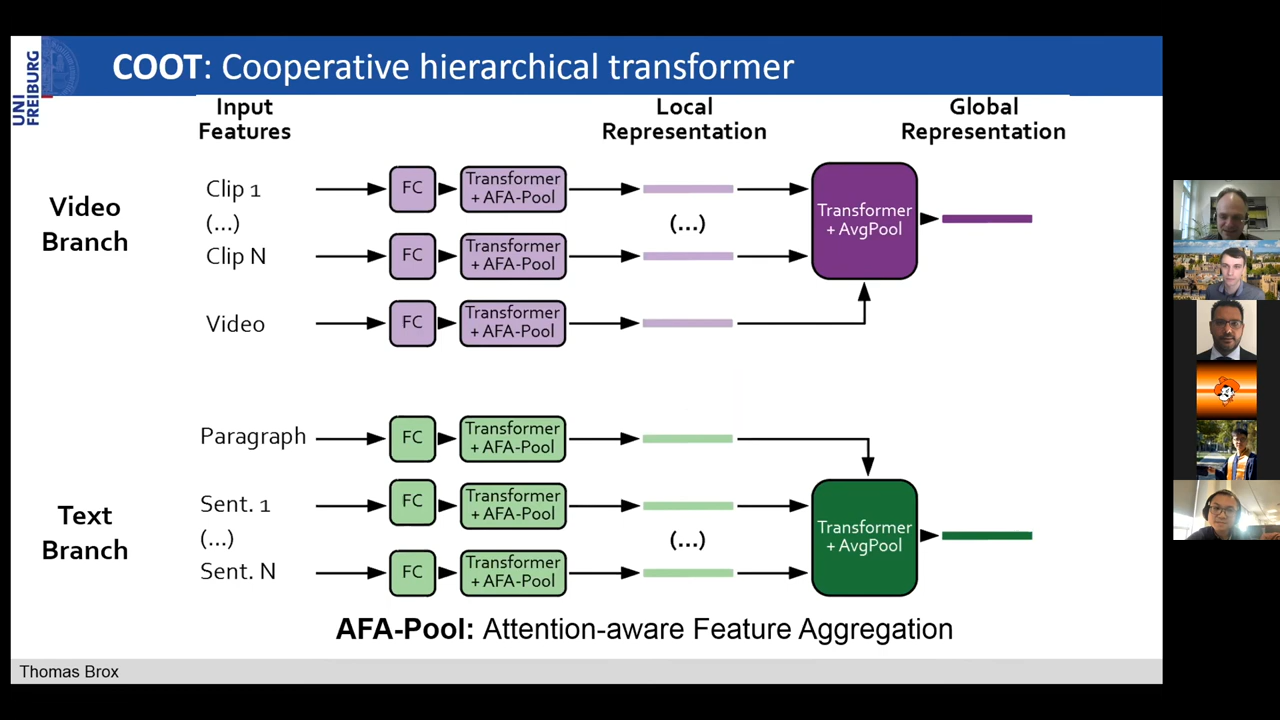 UNI
FREIBURG
COOT: Cooperative hierarchical transformer
Input
Features
Local
Representation
Global
Representation
Video
Branch
Clip 1
FC
Transformer
+ AFA-Pool
(...)
(...)
Clip N
FC
Transformer
+ AFA-Pool
Transformer
+ AvgPool
Video
FC
Transformer
+ AFA-Pool
Text
Branch
Paragraph
FC
Transformer
+ AFA-Pool
Sent. 1
FC
Transformer
+ AFA-Pool
(...)
(...)
Sent. N
FC
Transformer
+ AFA-Pool
Transformer
+ AvgPool
AFA-Pool: Attention-aware Feature Aggregation
Thomas Brox